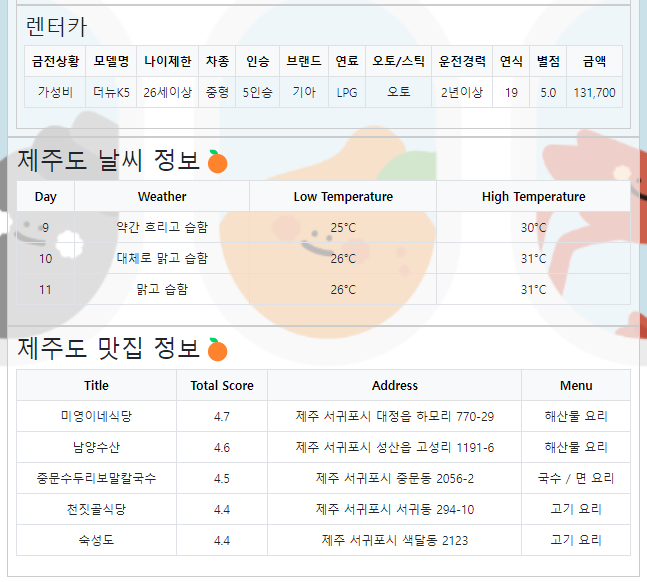 렌터카
금전상황 모델명 나이제한 차종 인승 브랜드 연료 오토/스틱 운전경력 연식 별점 금액
가성비 더뉴K5 26세이상 중형 5인승 기아 LPG 오토 2년이상 19 5.0 131,700
제주도 날씨 정보
Day Weather Low Temperature High Temperature
9 약간 흐리고 습함 25°C 30°C
10 대체로 맑고 습함 26°C 31°C
11 맑고 습함 26°C 31°C
제주도 맛집 정보
Title Total Score Address Menu
미영이네식당 4.7 제주 서귀포시 대정읍 하모리 770-29 해산물 요리
남양수산 4.6 제주 서귀포시 성산읍 고성리 1191-6 해산물 요리
중문수두리보말칼국수 4.5 제주 서귀포시 중문동 2056-2 국수 / 면 요리
천짓골식당 4.4 제주 서귀포시 서귀동 294-10 고기 요리
숙성도 4.4 제주 서귀포시 색달동 2123 고기 요리